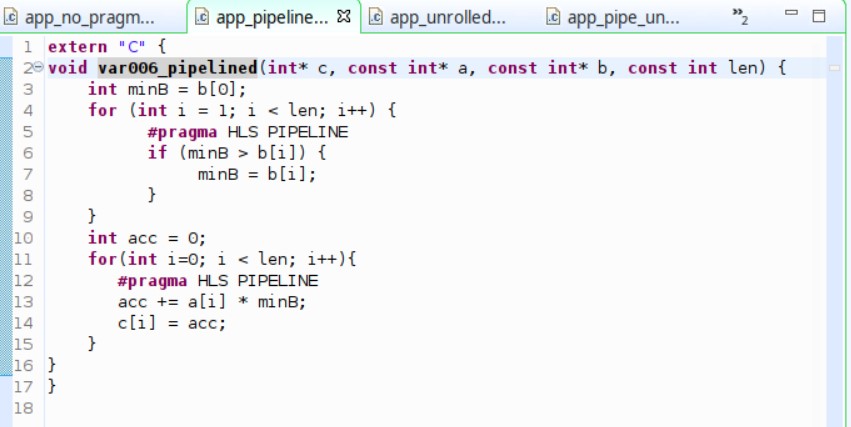 app_no_pragm... app_pipeline... app_unrolled... app_pipe_un... »2
1 extern "C" {
2 void var006_pipelined(int* c, const int* a, const int* b, const int len) {
3     int minB = b[0];
4     for (int i = 1; i < len; i++) {
5           #pragma HLS PIPELINE
6           if (minB > b[i]) {
7                minB = b[i];
8           }
9     }
10     int acc = 0;
11     for(int i=0; i < len; i++){
12        #pragma HLS PIPELINE
13        acc += a[i] * minB;
14        c[i] = acc;
15     }
16 }
17 }
18